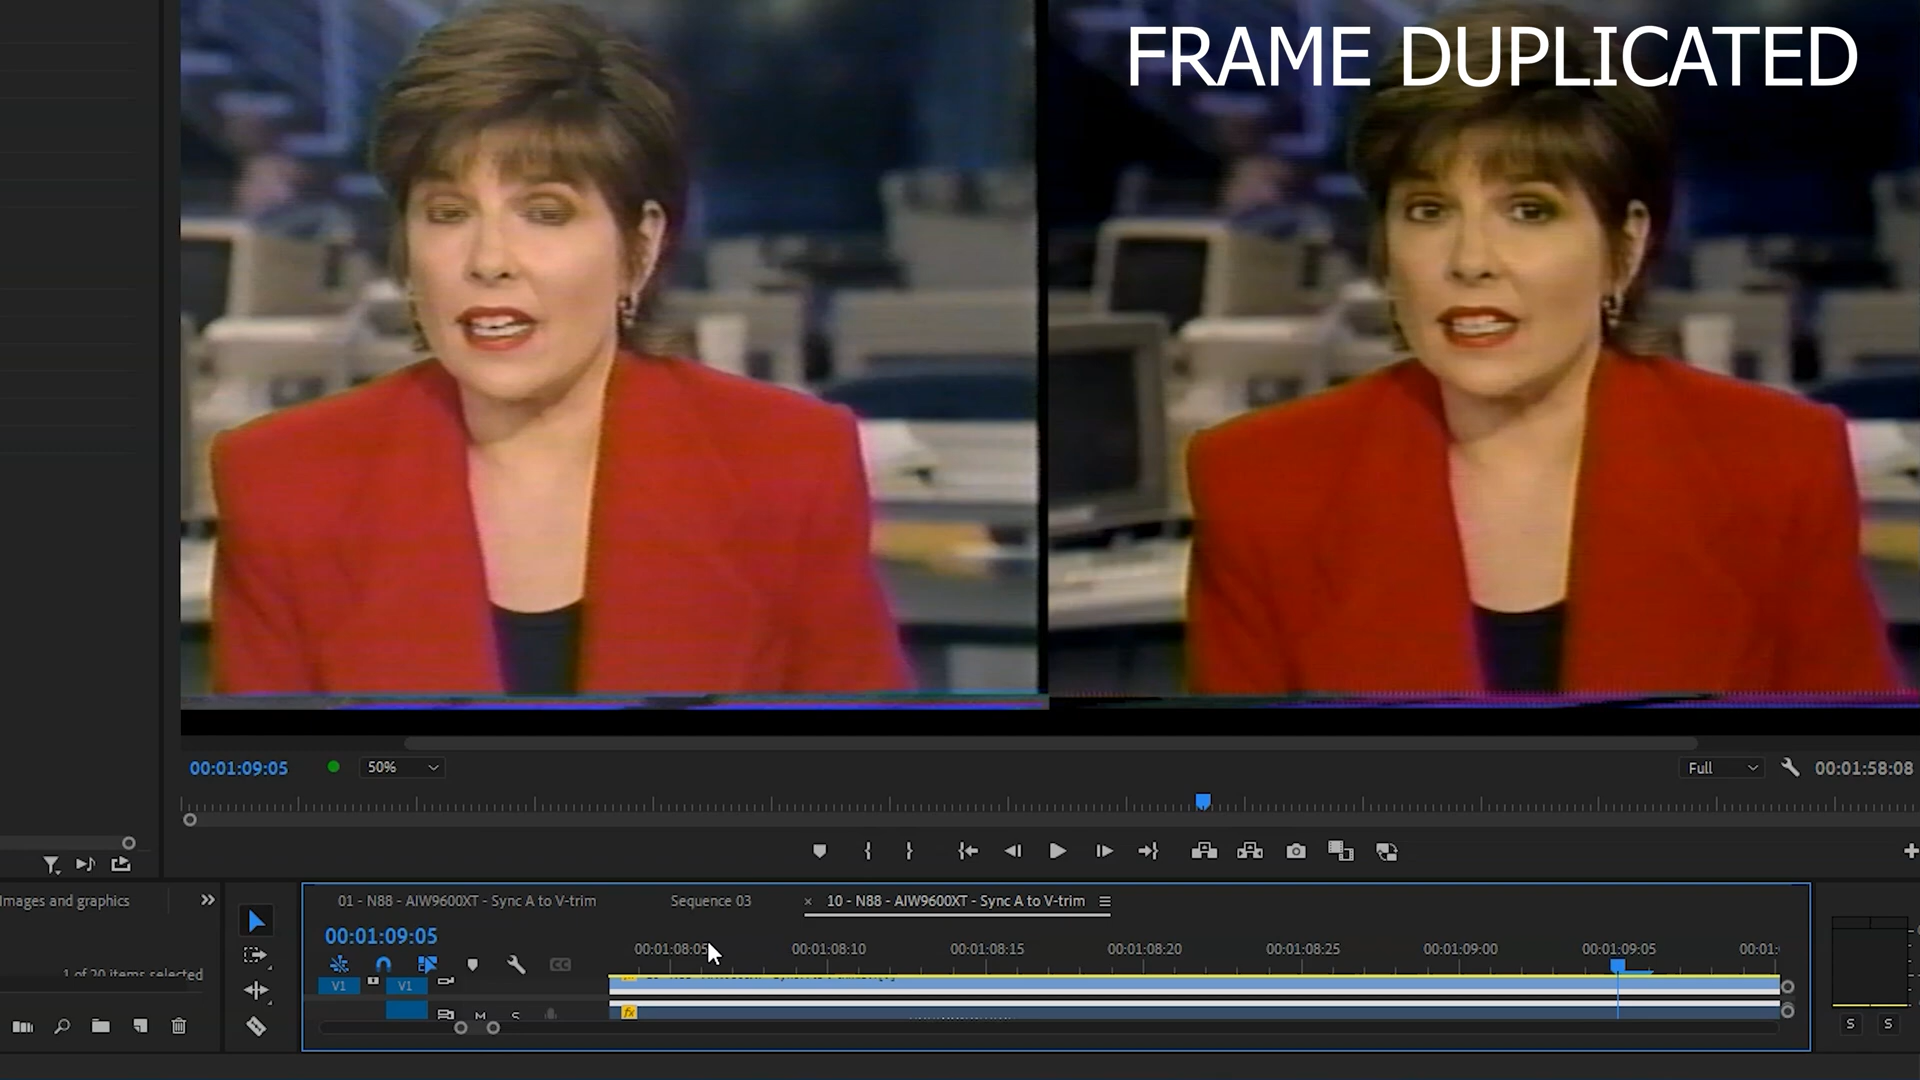 FRAME DUPLICATED
00:01:09:05
50%
Full
00:01:58:08
Images and graphics
01 - N88 - AIW9600XT - Sync A to V-trim
Sequence 03
× 10 - N88 - AIW9600XT - Sync A to V-trim
00:01:09:05
00:01:08:05
00:01:08:10
00:01:08:15
00:01:08:20
00:01:08:25
00:01:09:00
00:01:09:05
00:01:
CC
1 of 20 items selected
V1
V1
fx
M
S
S
S